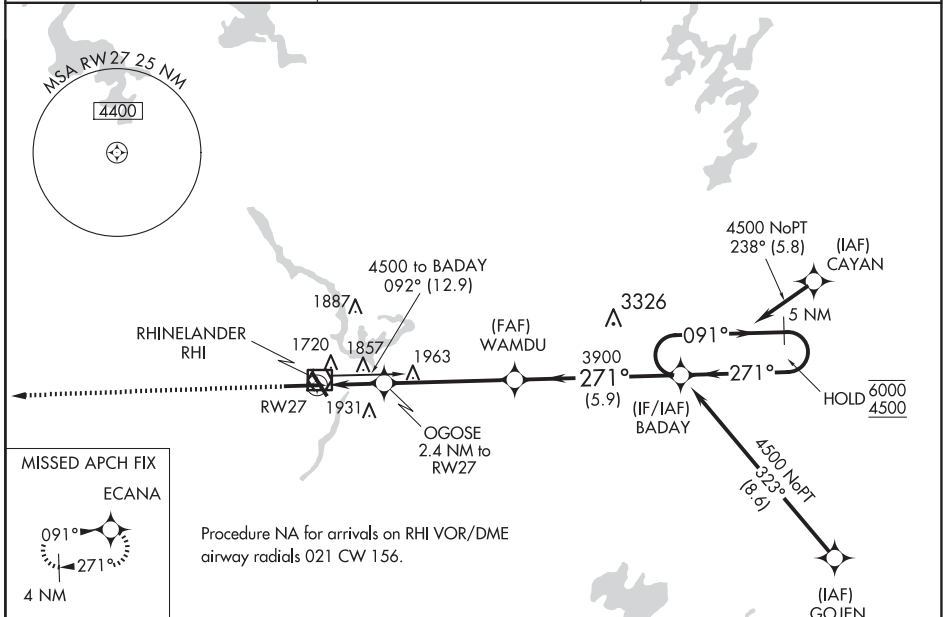 MSA RW27 25 NM
4400
4500 NoPT
238° (5.8)
(IAF)
CAYAN
5 NM
4500 to BADAY
092° (12.9)
1887
3326
(FAF)
WAMDU
091°
RHINELANDER
RHI
1720
1857
1963
3900
271°
(5.9)
271°
HOLD
6000
4500
RW27
1931
OGOSE
2.4 NM to
RW27
(IF/IAF)
BADAY
4500 NoPT
323°
(8.6)
MISSED APCH FIX
ECANA
091°
271°
4 NM
Procedure NA for arrivals on RHI VOR/DME
airway radials 021 CW 156.
(IAF)
GOJEN